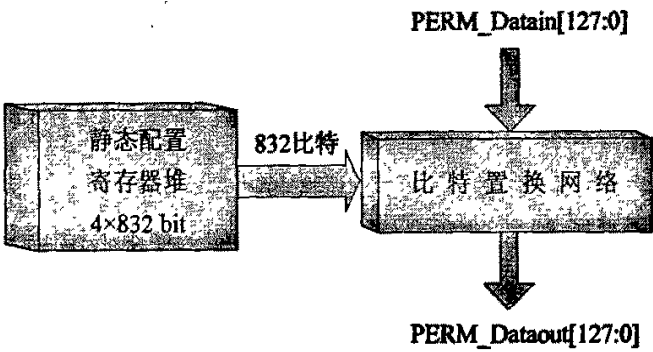 PERM_Datain[127:0]
静态配置
寄存器堆
4×832 bit
832比特
比特置换网络
PERM_Dataout[127:0]